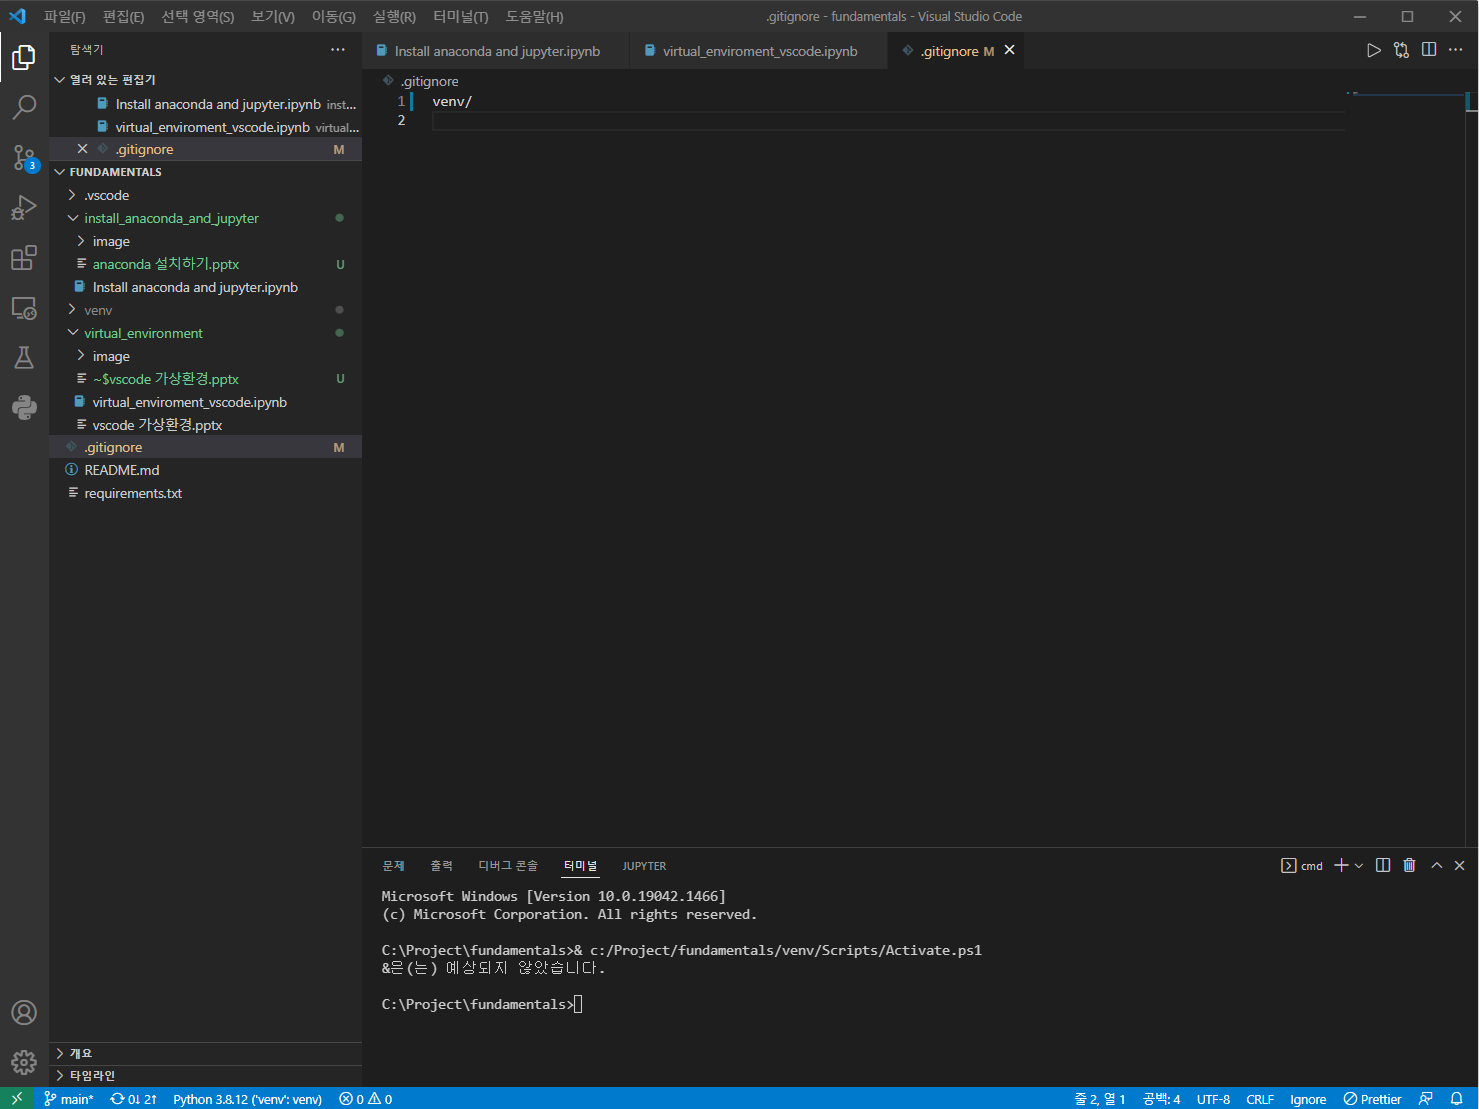 파일(F) 편집(E) 선택 영역(S) 보기(V) 이동(G) 실행(R) 터미널(T) 도움말(H) .gitignore - fundamentals - Visual Studio Code
탐색기
열려 있는 편집기
Install anaconda and jupyter.ipynb inst...
virtual_enviroment_vscode.ipynb virtual...
.gitignore M
3
FUNDAMENTALS
.vscode
install_anaconda_and_jupyter
image
anaconda 설치하기.pptx U
Install anaconda and jupyter.ipynb
venv
virtual_environment
image
~$vscode 가상환경.pptx U
virtual_enviroment_vscode.ipynb
vscode 가상환경.pptx
.gitignore M
README.md
requirements.txt
개요
타임라인
Install anaconda and jupyter.ipynb virtual_enviroment_vscode.ipynb .gitignore M
.gitignore
1 venv/
2
문제 출력 디버그 콘솔 터미널 JUPYTER cmd
Microsoft Windows [Version 10.0.19042.1466]
(c) Microsoft Corporation. All rights reserved.
C:\Project\fundamentals>& c:/Project/fundamentals/venv/Scripts/Activate.ps1
&은(는) 예상되지 않았습니다.
C:\Project\fundamentals>
main* 0↓ 2↑ Python 3.8.12 ('venv': venv) 0 0 줄 2, 열 1 공백: 4 UTF-8 CRLF Ignore Prettier